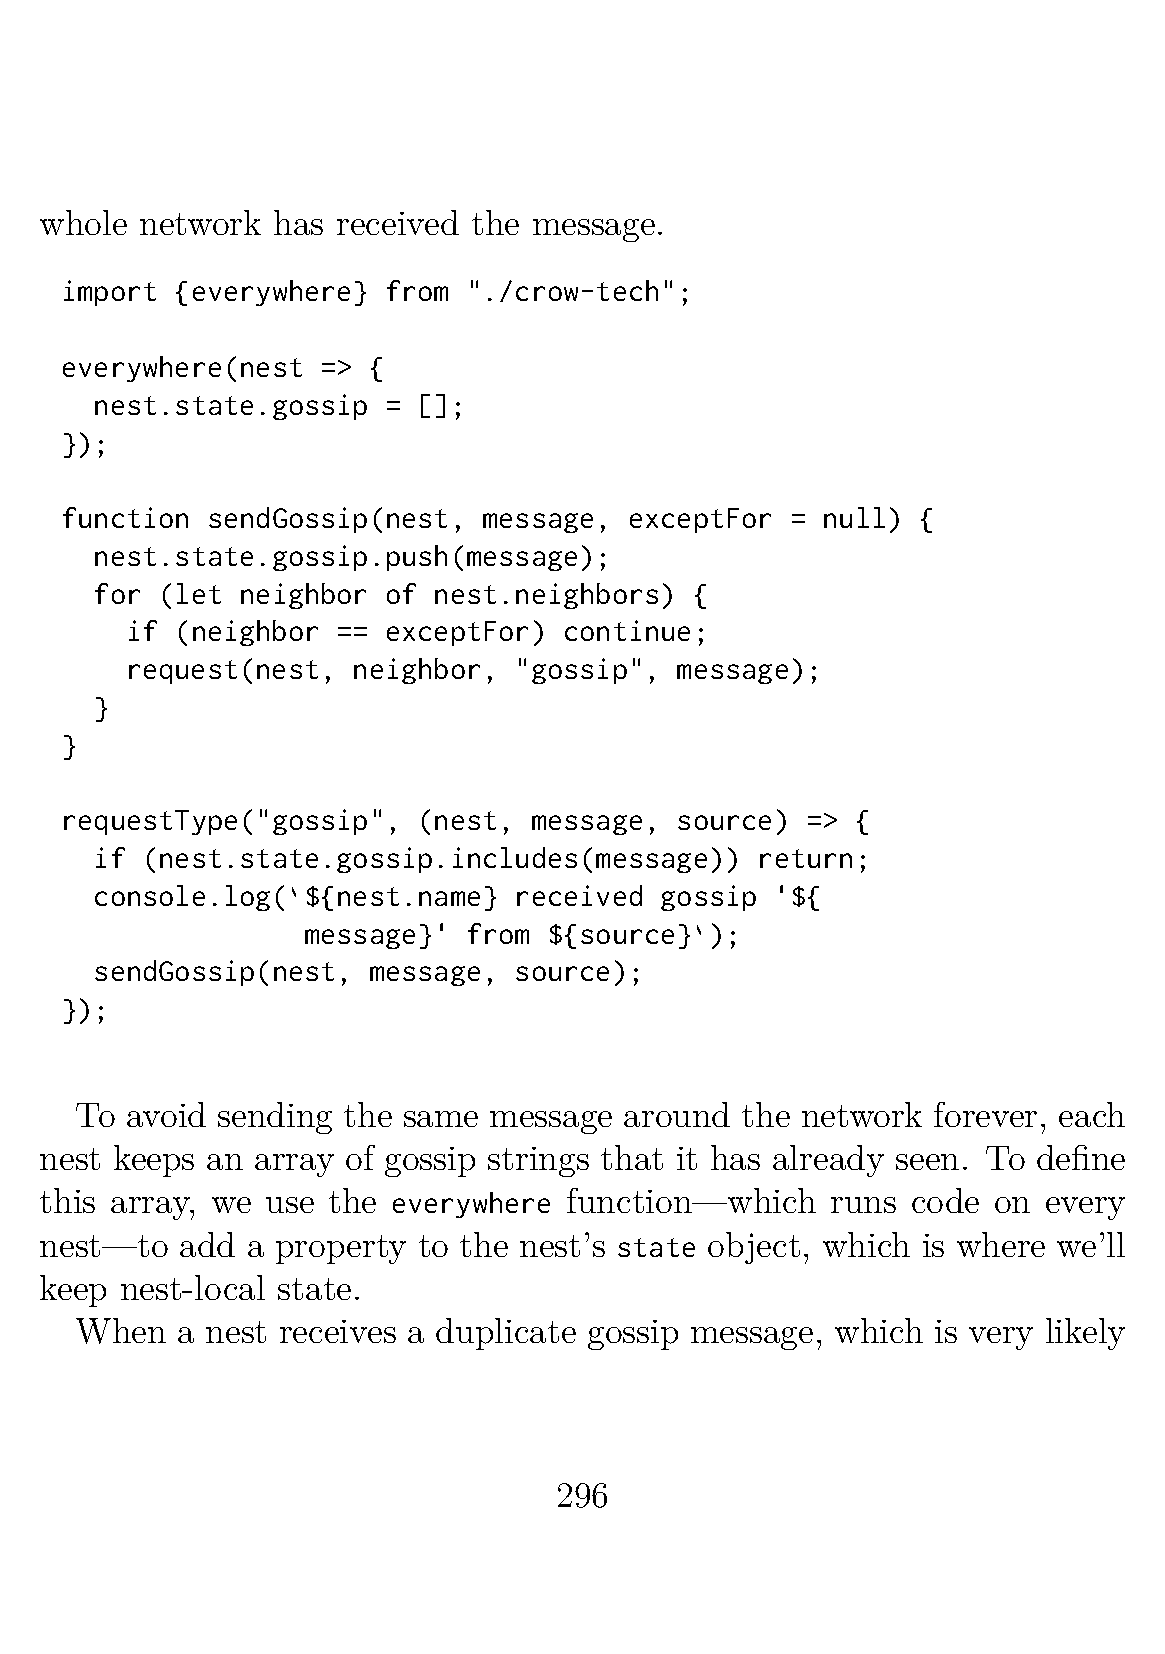 whole network has received the message.
import {everywhere} from "./crow-tech";
everywhere(nest => {
  nest.state.gossip = [];
});
function sendGossip(nest, message, exceptFor = null) {
  nest.state.gossip.push(message);
  for (let neighbor of nest.neighbors) {
    if (neighbor == exceptFor) continue;
    request(nest, neighbor, "gossip", message);
  }
}
requestType("gossip", (nest, message, source) => {
  if (nest.state.gossip.includes(message)) return;
  console.log(`${nest.name} received gossip '${
               message}' from ${source}`);
  sendGossip(nest, message, source);
});
To avoid sending the same message around the network forever, each
nest keeps an array of gossip strings that it has already seen. To define
this array, we use the everywhere function—which runs code on every
nest—to add a property to the nest's state object, which is where we'll
keep nest-local state.
When a nest receives a duplicate gossip message, which is very likely
296